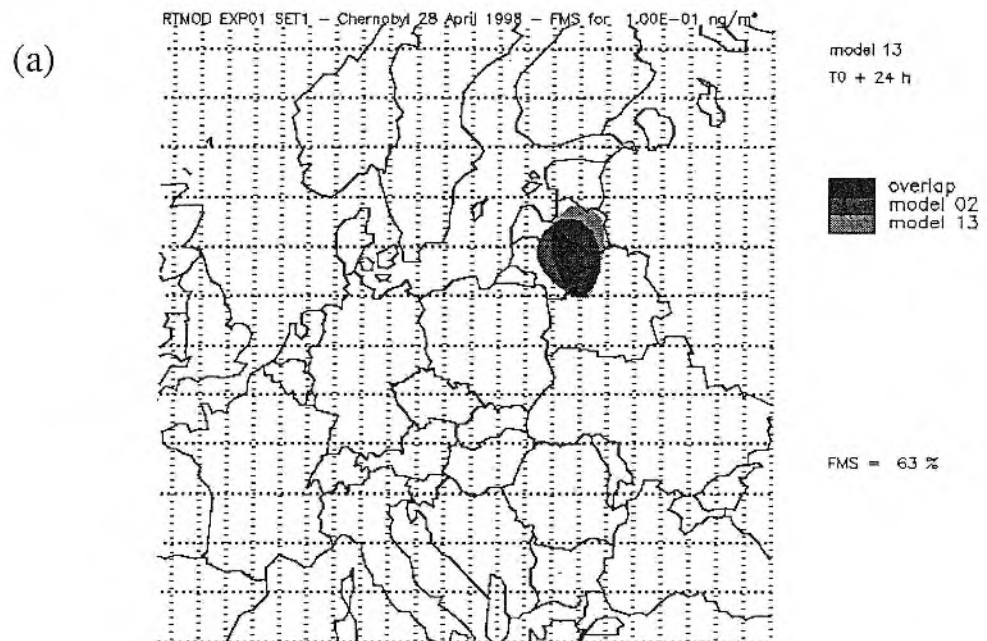 RTMOD EXP01 SET1 – Chernobyl 28 April 1998 – FMS for 1.00E-01 ng/m³
(a)
model 13
T0 + 24 h
overlap
model 02
model 13
FMS = 63 %